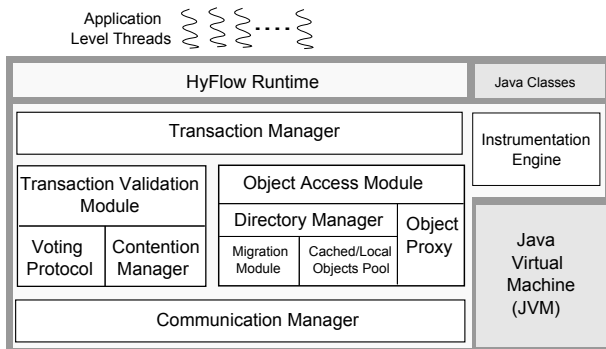 Application
Level Threads
HyFlow Runtime
Java Classes
Transaction Manager
Instrumentation
Engine
Transaction Validation
Module
Voting
Protocol
Contention
Manager
Object Access Module
Directory Manager
Object
Proxy
Migration
Module
Cached/Local
Objects Pool
Java
Virtual
Machine
(JVM)
Communication Manager